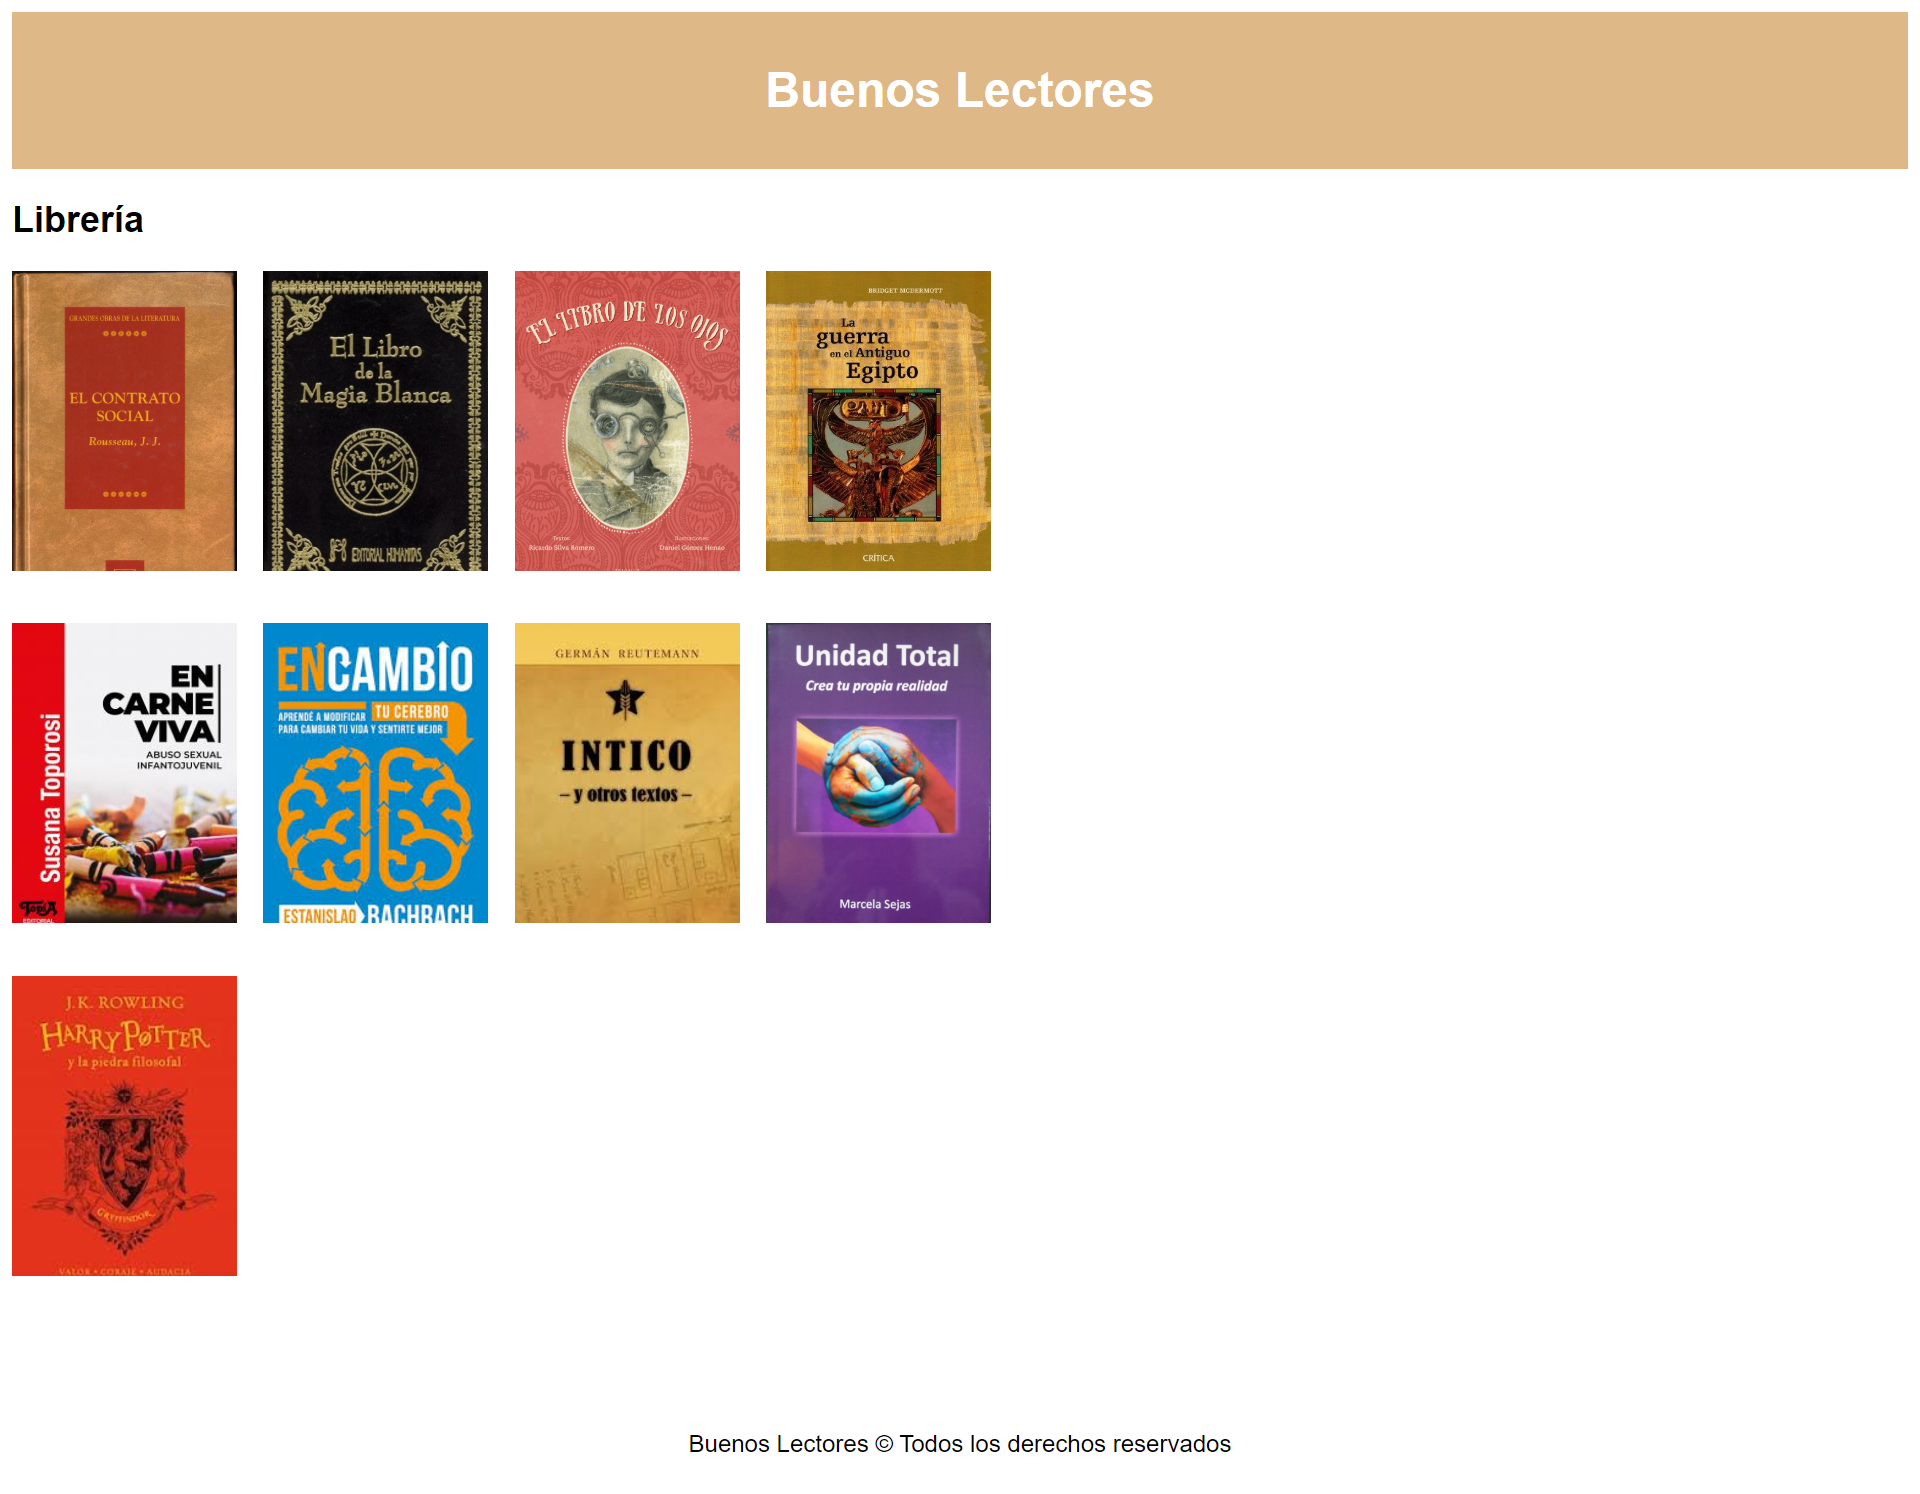 Buenos Lectores
Librería
GRANDES OBRAS DE LA LITERATURA
EL CONTRATO
SOCIAL
Rousseau, J. J.
El Libro
de la
Magia Blanca
EDITORIAL HUMANITAS
EL LIBRO DE LOS OJOS
Textos
Ricardo Silva Romero
Ilustraciones
Daniel Gómez Henao
BRIDGET MCDERMOTT
La
guerra
en el Antiguo
Egipto
CRÍTICA
EN
CARNE
VIVA
ABUSO SEXUAL
INFANTOJUVENIL
Susana Toporosi
TOPÍA
EDITORIAL
ENCAMBIO
APRENDÉ A MODIFICAR TU CEREBRO
PARA CAMBIAR TU VIDA Y SENTIRTE MEJOR
ESTANISLAO BACHRACH
GERMÁN REUTEMANN
INTICO
– y otros textos –
Unidad Total
Crea tu propia realidad
Marcela Sejas
J.K. ROWLING
HARRY POTTER
y la piedra filosofal
GRYFFINDOR
VALOR • CORAJE • AUDACIA
Buenos Lectores © Todos los derechos reservados